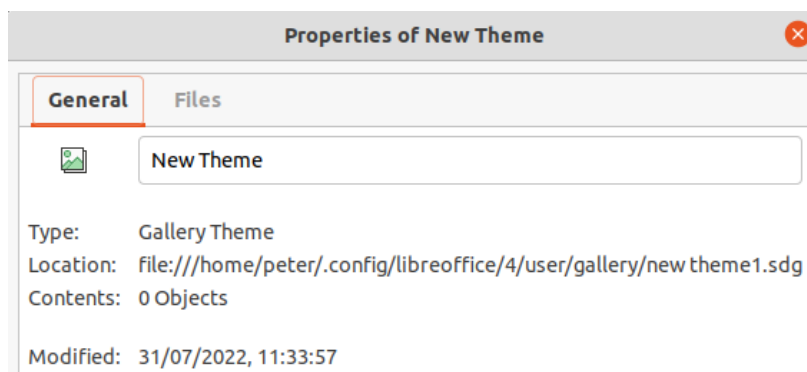 Properties of New Theme
General Files
New Theme
Type: Gallery Theme
Location: file:///home/peter/.config/libreoffice/4/user/gallery/new theme1.sdg
Contents: 0 Objects
Modified: 31/07/2022, 11:33:57